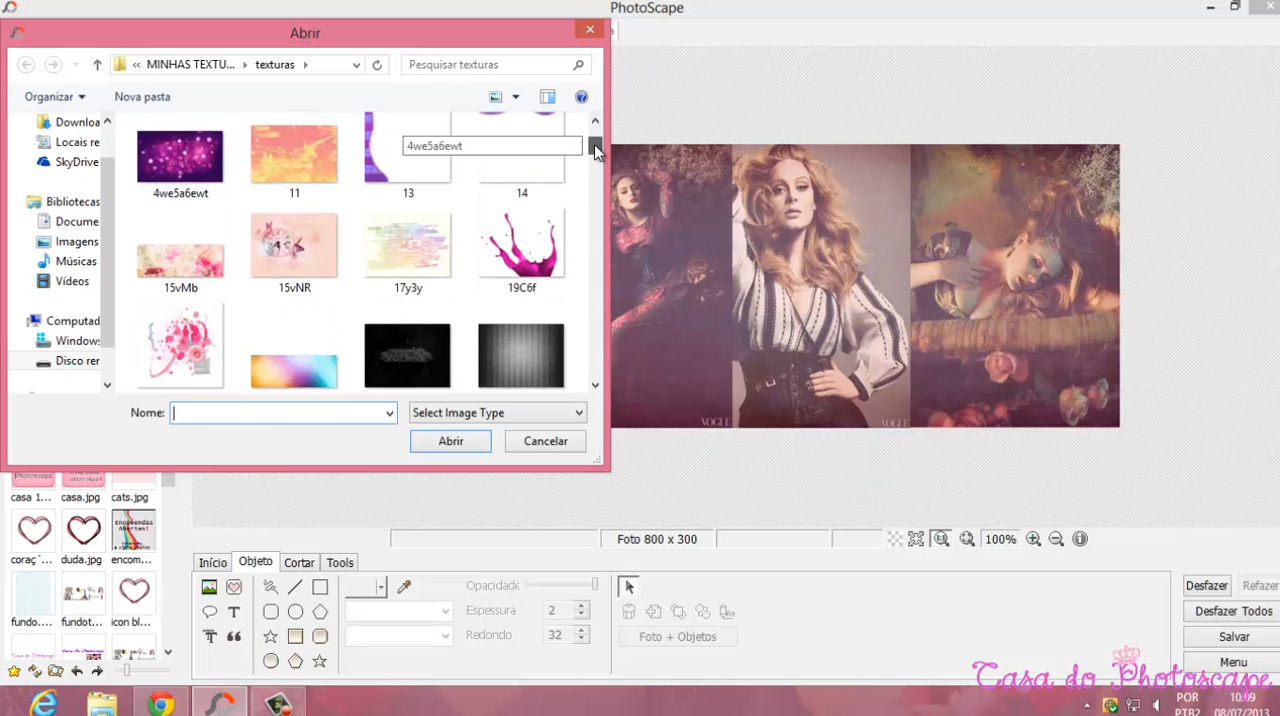 PhotoScape
Abrir
« MINHAS TEXTU...
texturas
Pesquisar texturas
Organizar
Nova pasta
Downloa
Locais re
SkyDrive
Bibliotecas
Docume
Imagens
Músicas
Vídeos
Computad
Windows
Disco rer
4we5a6ewt
4we5a6ewt
11
13
14
15vMb
15vNR
17y3y
19C6f
Nome:
Select Image Type
Abrir
Cancelar
VOGUE
VOGUE
casa 1...
casa.jpg
cats.jpg
Encomendas
Abertas!
coraç´...
duda.jpg
encom...
fundo....
fundot...
icon bl...
Foto 800 x 300
100%
Início
Objeto
Cortar
Tools
Opacidade
Espessura
2
Redondo
32
Foto + Objetos
Desfazer
Refazer
Desfazer Todos
Salvar
Menu
Casa do Photoscape
POR
PTB2
10:09
08/07/2013